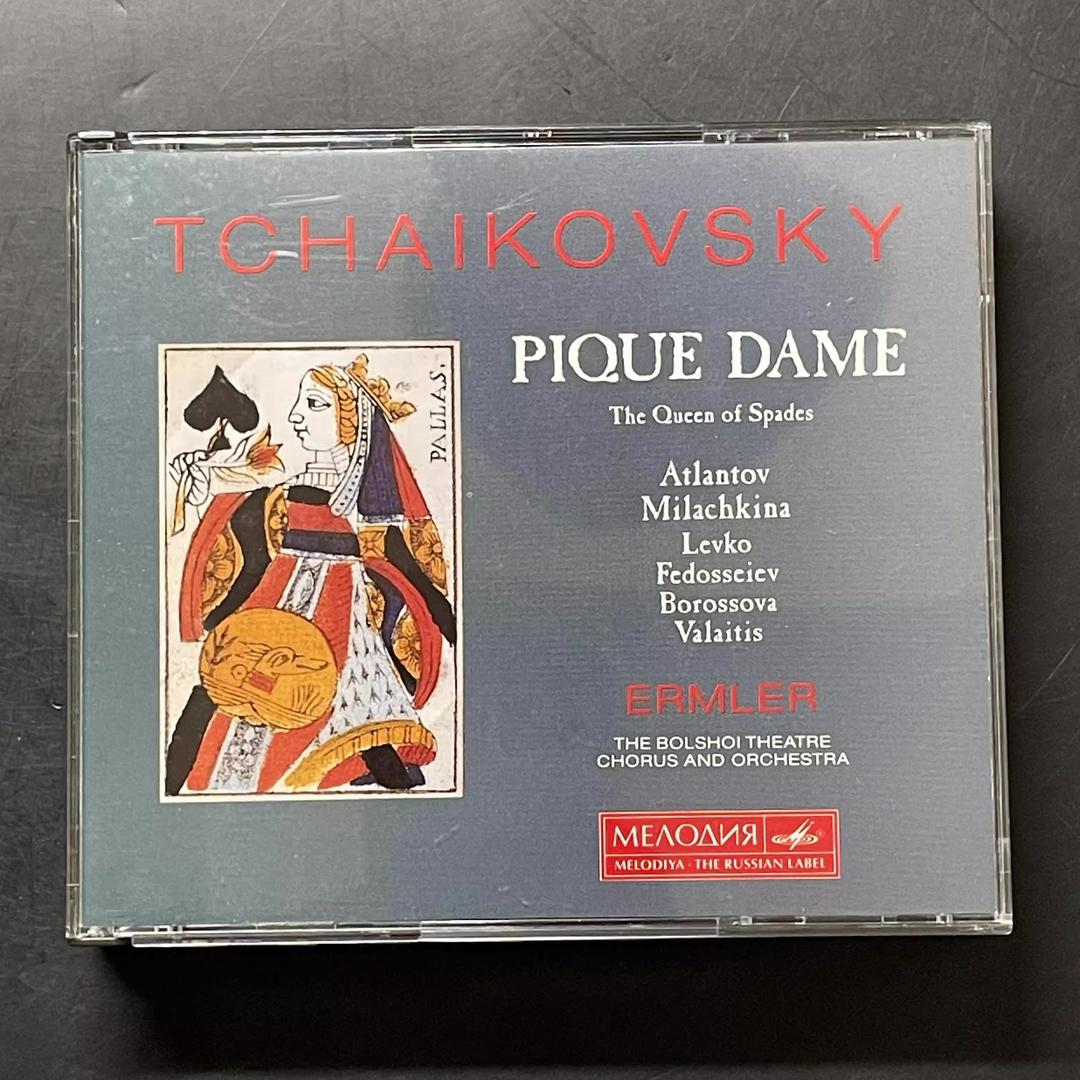 TCHAIKOVSKY
PALLAS,
PIQUE DAME
The Queen of Spades
Atlantov
Milachkina
Levko
Fedosseiev
Borossova
Valaitis
ERMLER
THE BOLSHOI THEATRE
CHORUS AND ORCHESTRA
МЕЛОДИЯ
MELODIYA · THE RUSSIAN LABEL